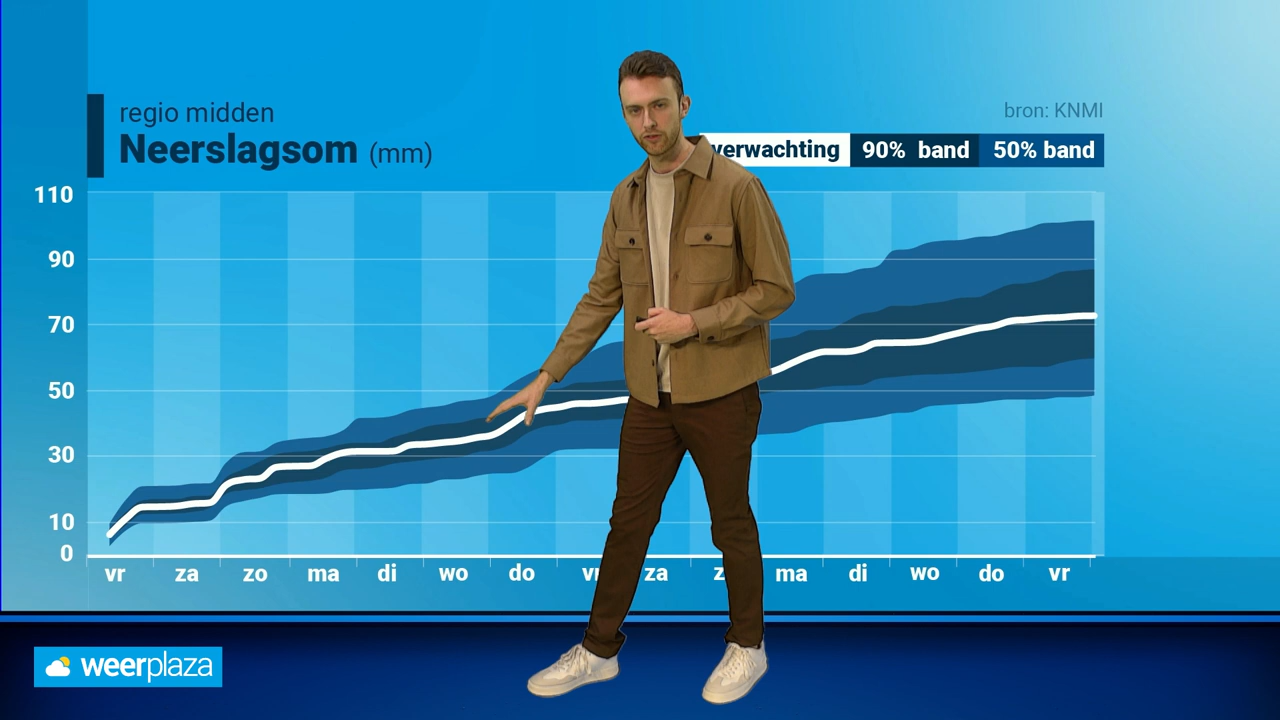 regio midden
Neerslagsom (mm)
bron: KNMI
verwachting 90% band 50% band
110
90
70
50
30
10
0
vr za zo ma di wo do vr za z ma di wo do vr
weerplaza